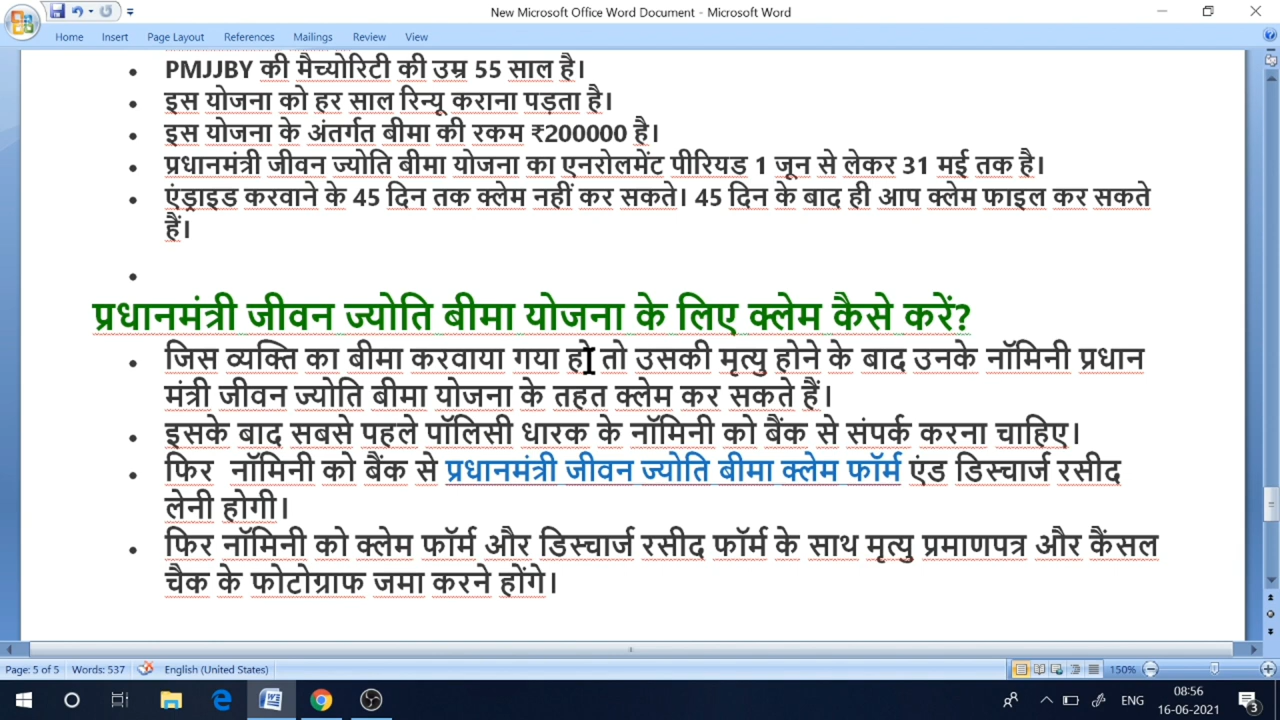 New Microsoft Office Word Document - Microsoft Word
Home Insert Page Layout References Mailings Review View
• PMJJBY की मैच्योरिटी की उम्र 55 साल है।
• इस योजना को हर साल रिन्यू कराना पड़ता है।
• इस योजना के अंतर्गत बीमा की रकम ₹200000 है।
• प्रधानमंत्री जीवन ज्योति बीमा योजना का एनरोलमेंट पीरियड 1 जून से लेकर 31 मई तक है।
• एंड्राइड करवाने के 45 दिन तक क्लेम नहीं कर सकते। 45 दिन के बाद ही आप क्लेम फाइल कर सकते
हैं।
•
प्रधानमंत्री जीवन ज्योति बीमा योजना के लिए क्लेम कैसे करें?
• जिस व्यक्ति का बीमा करवाया गया हो तो उसकी मृत्यु होने के बाद उनके नॉमिनी प्रधान
मंत्री जीवन ज्योति बीमा योजना के तहत क्लेम कर सकते हैं।
• इसके बाद सबसे पहले पॉलिसी धारक के नॉमिनी को बैंक से संपर्क करना चाहिए।
• फिर नॉमिनी को बैंक से प्रधानमंत्री जीवन ज्योति बीमा क्लेम फॉर्म एंड डिस्चार्ज रसीद
लेनी होगी।
• फिर नॉमिनी को क्लेम फॉर्म और डिस्चार्ज रसीद फॉर्म के साथ मृत्यु प्रमाणपत्र और कैंसल
चैक के फोटोग्राफ जमा करने होंगे।
Page: 5 of 5 Words: 537 English (United States) 150%
ENG 08:56
16-06-2021 3